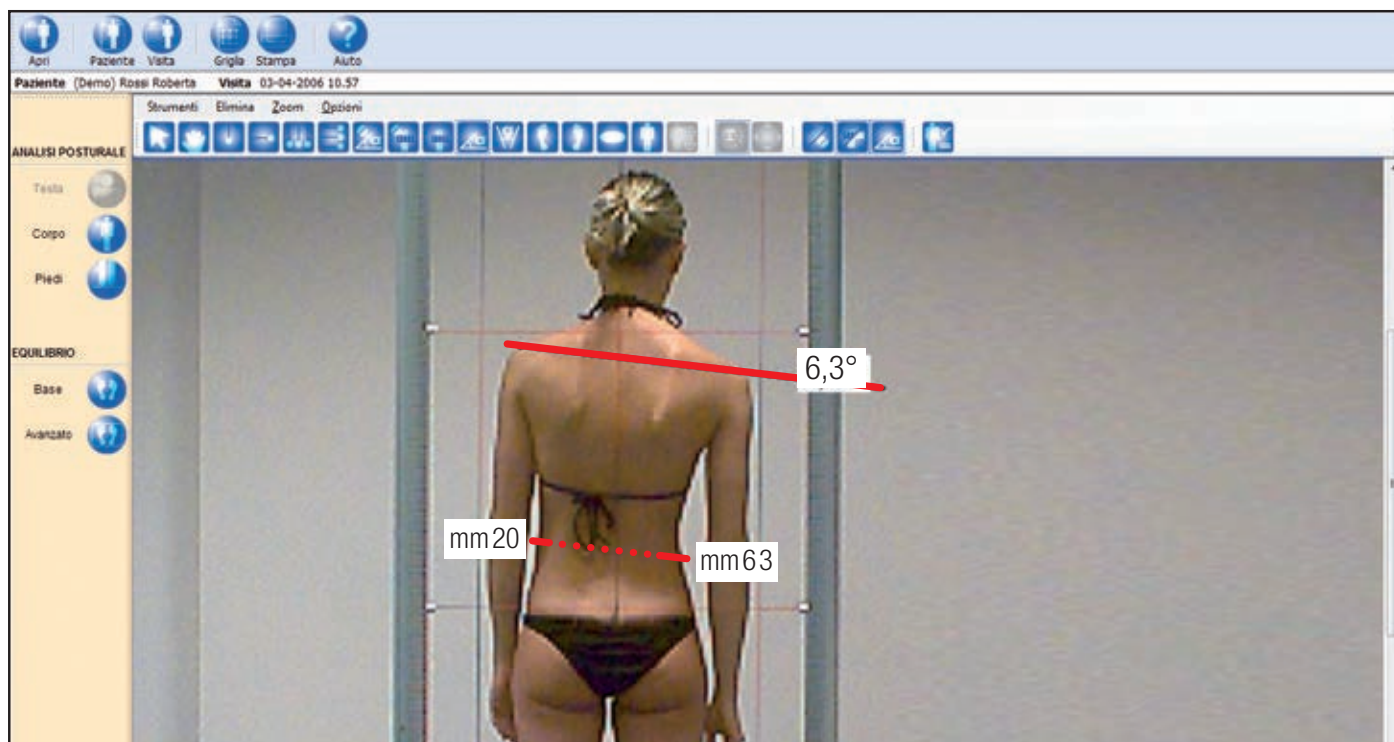 Apri Paziente Visita Griglia Stampa Aiuto
Paziente (Demo) Rossi Roberta Visita 03-04-2006 10.57
Strumenti Elimina Zoom Opzioni
ANALISI POSTURALE
Testa
Corpo
Piedi
EQUILIBRIO
Base
Avanzato
6,3°
mm20
mm63